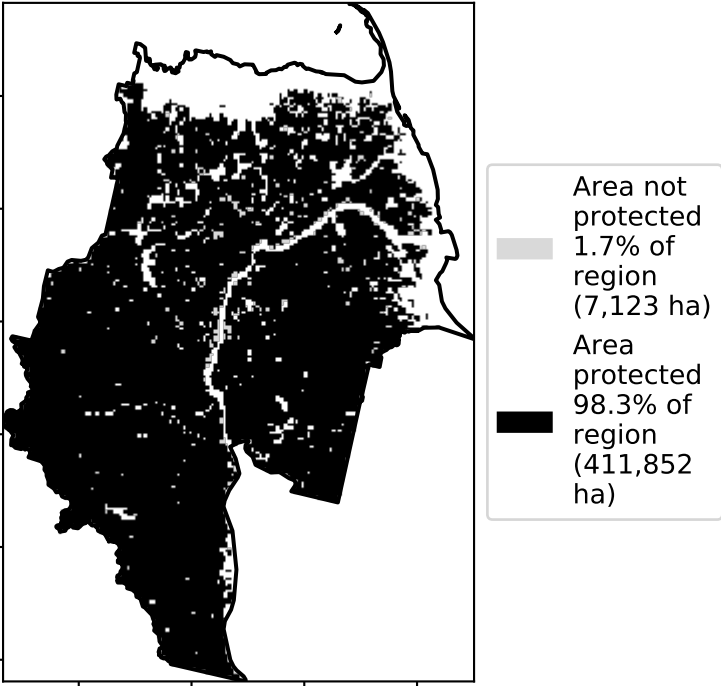 Area not
protected
1.7% of
region
(7,123 ha)
Area
protected
98.3% of
region
(411,852
ha)